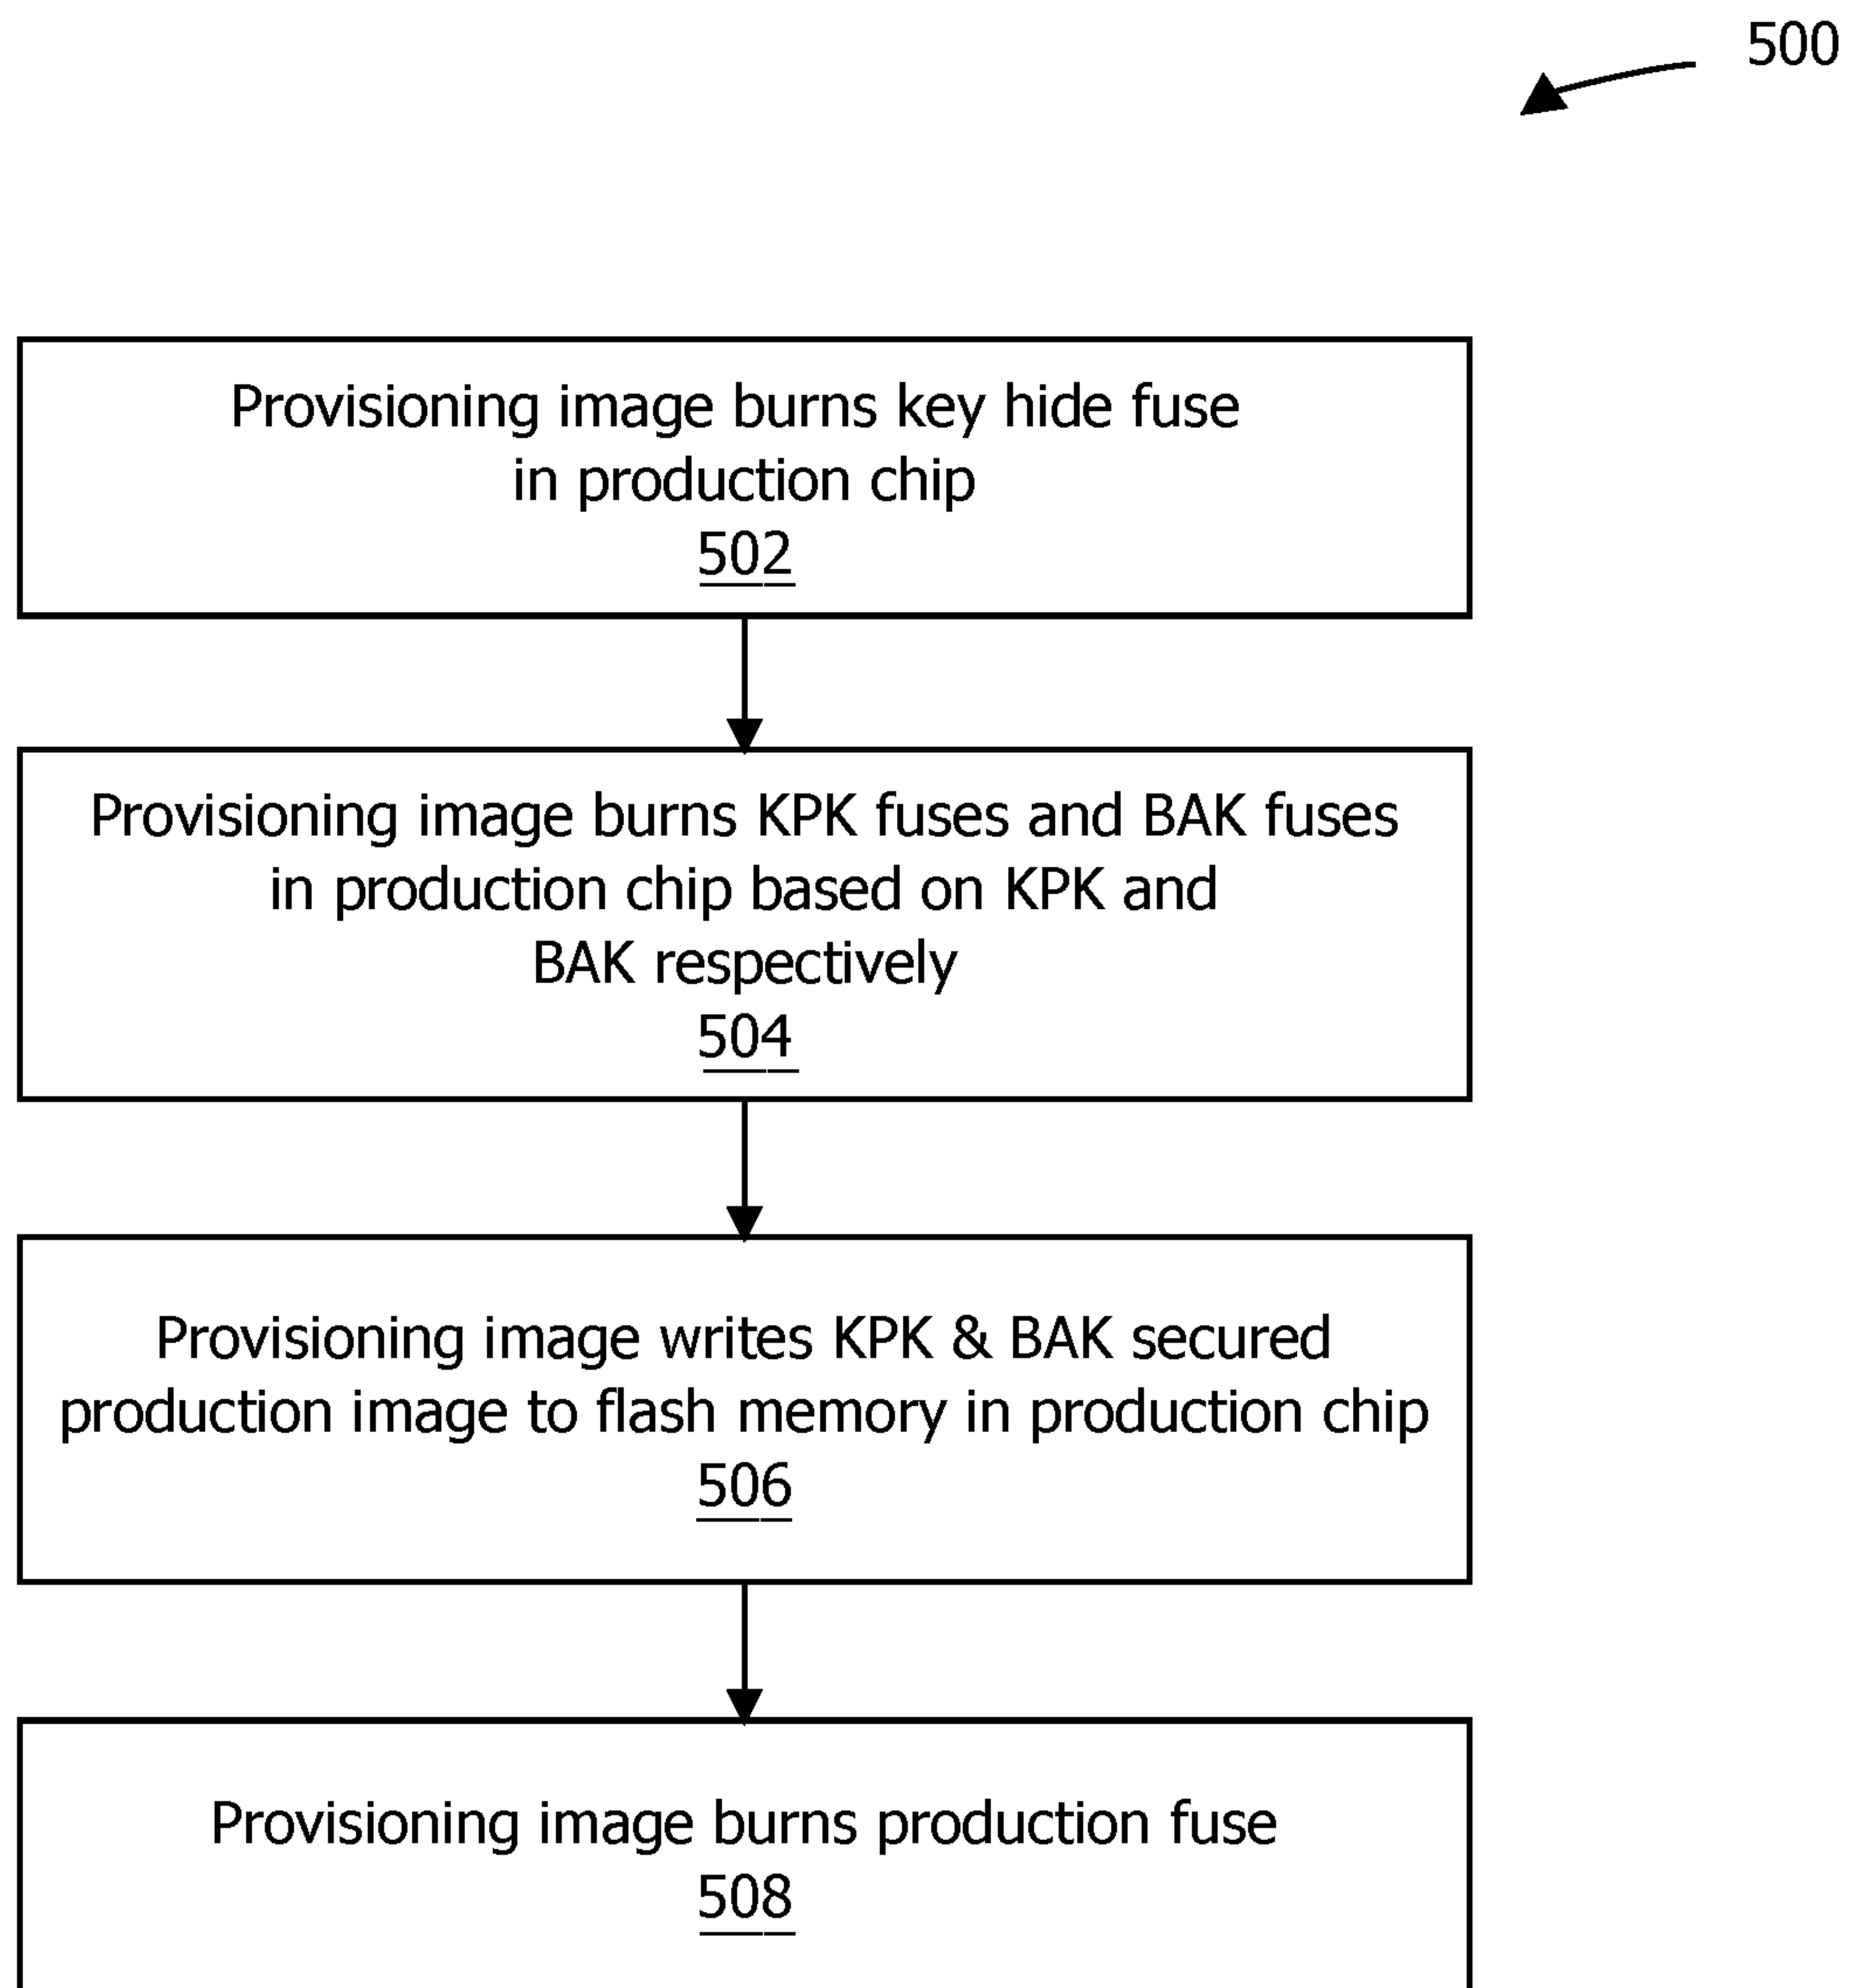 500
Provisioning image burns key hide fuse
in production chip
502
Provisioning image burns KPK fuses and BAK fuses
in production chip based on KPK and
BAK respectively
504
Provisioning image writes KPK & BAK secured
production image to flash memory in production chip
506
Provisioning image burns production fuse
508